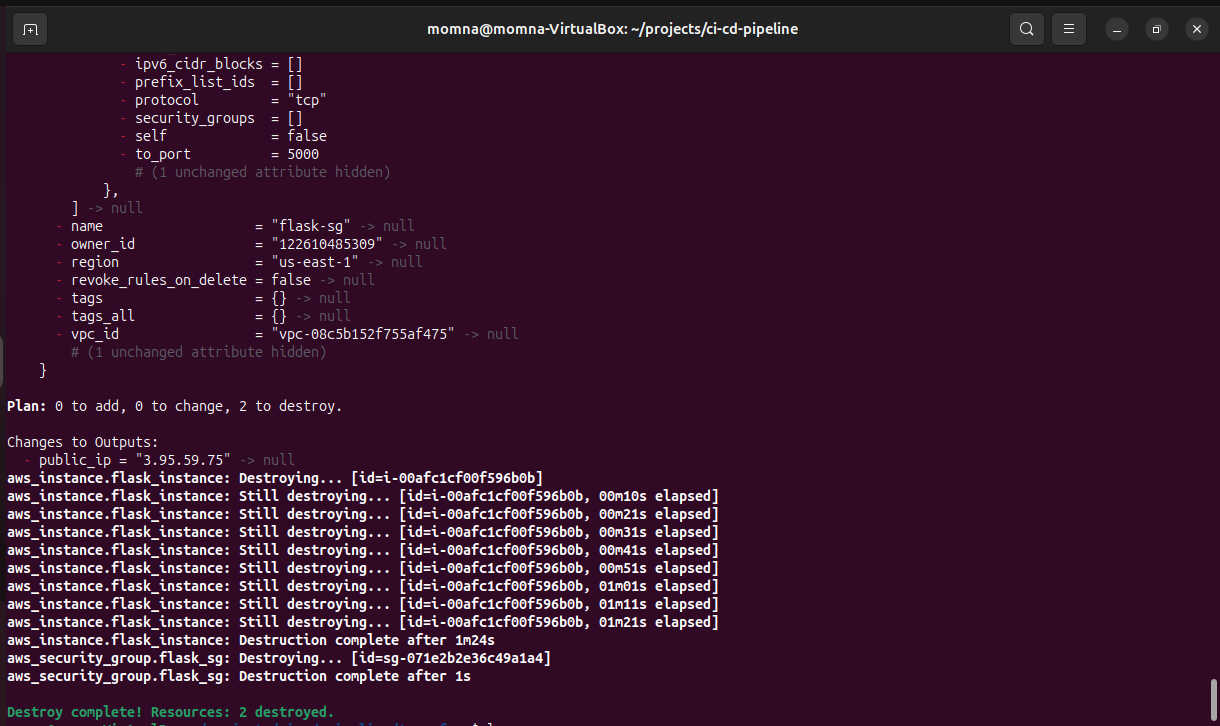 momna@momna-VirtualBox: ~/projects/ci-cd-pipeline
- ipv6_cidr_blocks = []
- prefix_list_ids  = []
- protocol         = "tcp"
- security_groups  = []
- self             = false
- to_port          = 5000
# (1 unchanged attribute hidden)
},
] -> null
- name                   = "flask-sg" -> null
- owner_id               = "122610485309" -> null
- region                 = "us-east-1" -> null
- revoke_rules_on_delete = false -> null
- tags                   = {} -> null
- tags_all               = {} -> null
- vpc_id                 = "vpc-08c5b152f755af475" -> null
# (1 unchanged attribute hidden)
}
Plan: 0 to add, 0 to change, 2 to destroy.
Changes to Outputs:
- public_ip = "3.95.59.75" -> null
aws_instance.flask_instance: Destroying... [id=i-00afc1cf00f596b0b]
aws_instance.flask_instance: Still destroying... [id=i-00afc1cf00f596b0b, 00m10s elapsed]
aws_instance.flask_instance: Still destroying... [id=i-00afc1cf00f596b0b, 00m21s elapsed]
aws_instance.flask_instance: Still destroying... [id=i-00afc1cf00f596b0b, 00m31s elapsed]
aws_instance.flask_instance: Still destroying... [id=i-00afc1cf00f596b0b, 00m41s elapsed]
aws_instance.flask_instance: Still destroying... [id=i-00afc1cf00f596b0b, 00m51s elapsed]
aws_instance.flask_instance: Still destroying... [id=i-00afc1cf00f596b0b, 01m01s elapsed]
aws_instance.flask_instance: Still destroying... [id=i-00afc1cf00f596b0b, 01m11s elapsed]
aws_instance.flask_instance: Still destroying... [id=i-00afc1cf00f596b0b, 01m21s elapsed]
aws_instance.flask_instance: Destruction complete after 1m24s
aws_security_group.flask_sg: Destroying... [id=sg-071e2b2e36c49a1a4]
aws_security_group.flask_sg: Destruction complete after 1s
Destroy complete! Resources: 2 destroyed.